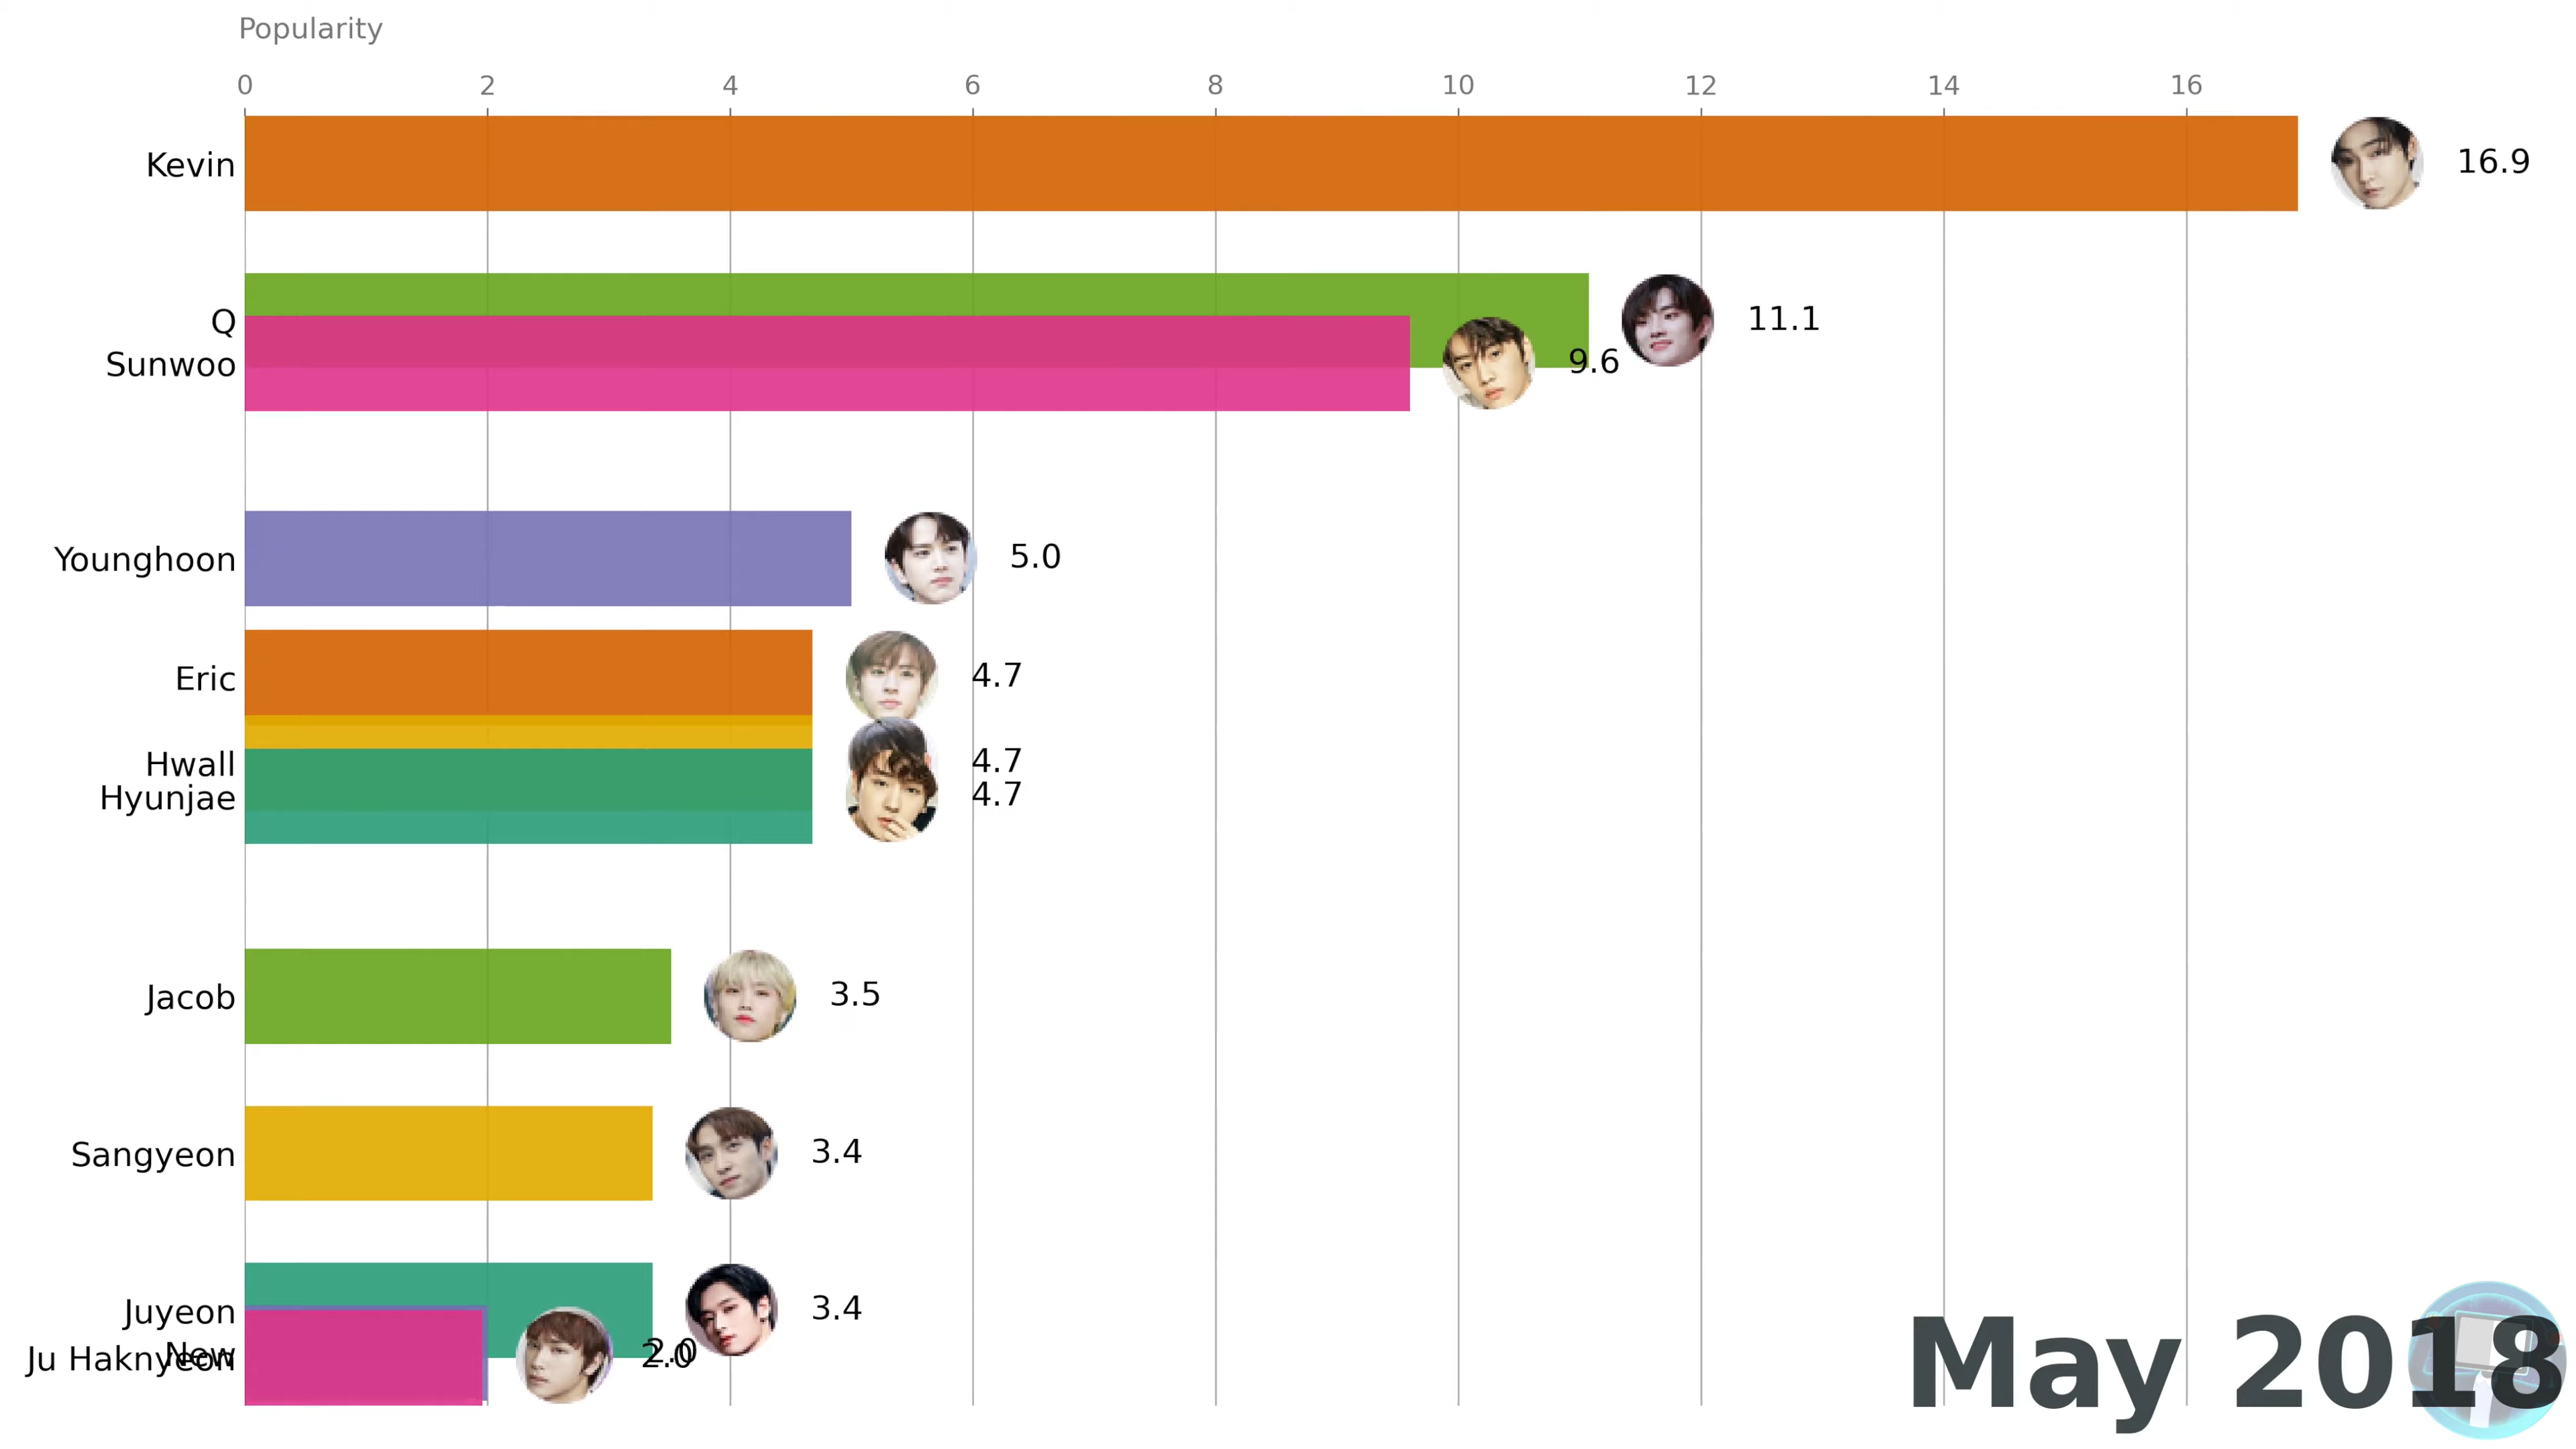 Popularity
0 2 4 6 8 10 12 14 16
Kevin 16.9
Q 11.1
Sunwoo 9.6
Younghoon 5.0
Eric 4.7
Hwall 4.7
Hyunjae 4.7
Jacob 3.5
Sangyeon 3.4
Juyeon 3.4
New 2.0
Ju Haknyeon 2.0
May 2018